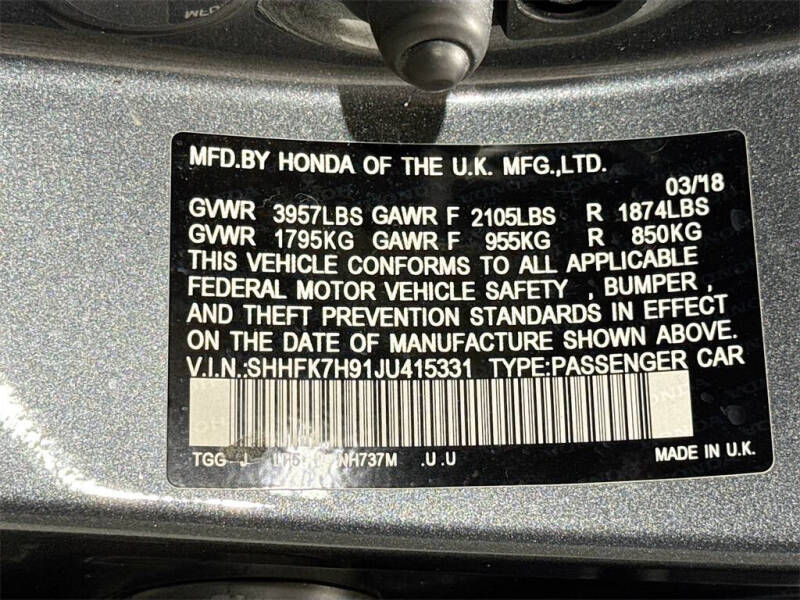 MFD.BY HONDA OF THE U.K. MFG.,LTD.
03/'18
GVWR 3957LBS GAWR F 2105LBS R 1874LBS
GVWR 1795KG GAWR F 955KG R 850KG
THIS VEHICLE CONFORMS TO ALL APPLICABLE
FEDERAL MOTOR VEHICLE SAFETY , BUMPER ,
AND THEFT PREVENTION STANDARDS IN EFFECT
ON THE DATE OF MANUFACTURE SHOWN ABOVE.
V.I.N.:SHHFK7H91JU415331 TYPE:PASSENGER CAR
TGG J NH737M .U .U
MADE IN U.K.